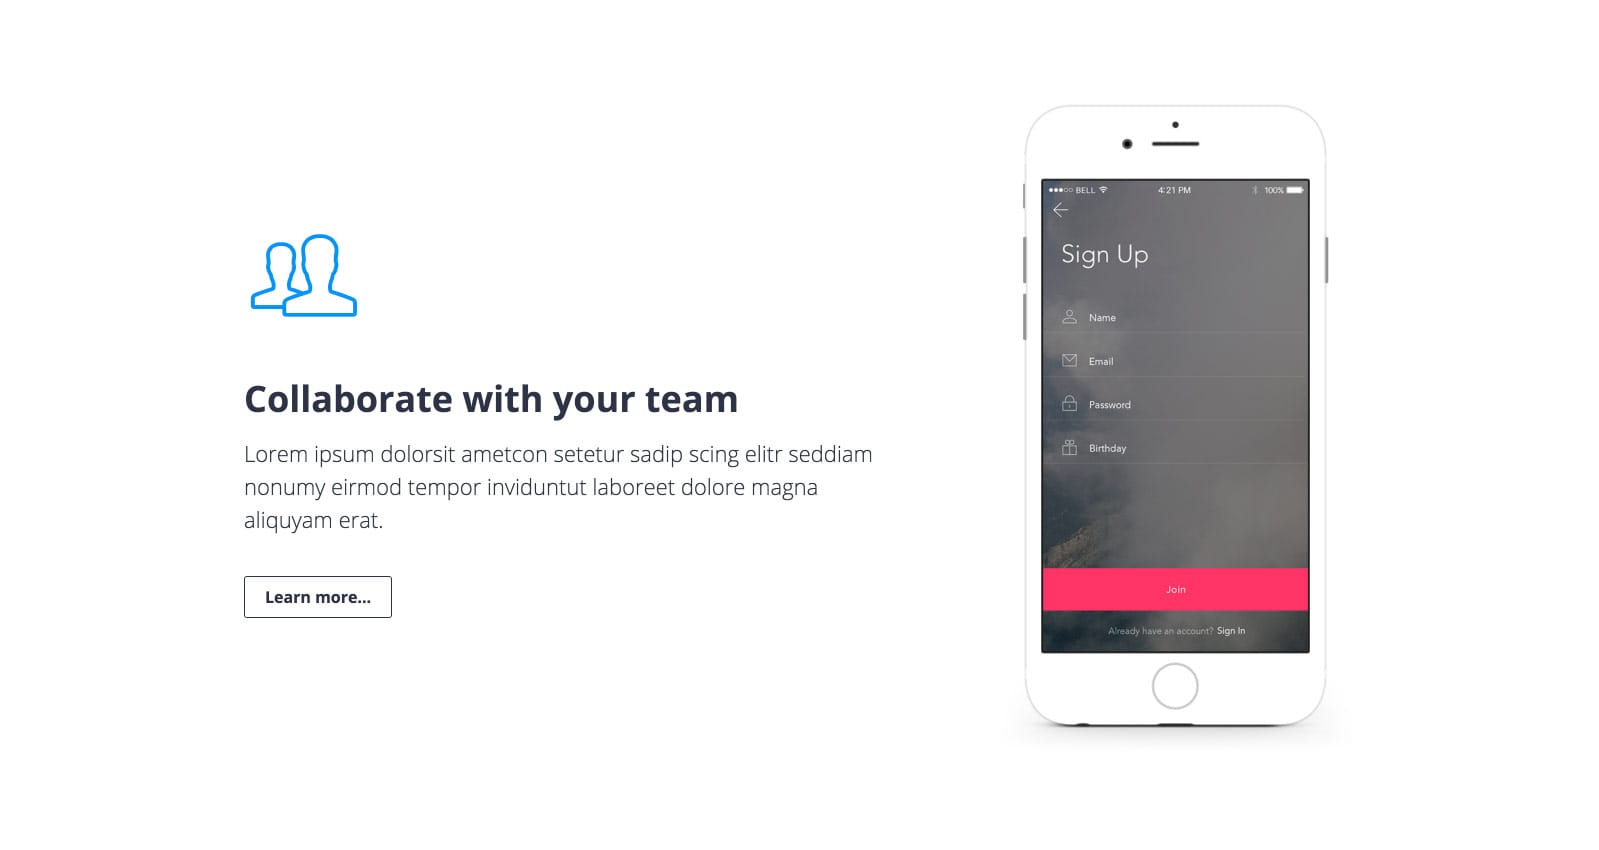 Collaborate with your team
Lorem ipsum dolorsit ametcon setetur sadip scing elitr seddiam
nonumy eirmod tempor inviduntut laboreet dolore magna
aliquyam erat.
Learn more...
BELL 4:21 PM 100%
Sign Up
Name
Email
Password
Birthday
Join
Already have an account? Sign In